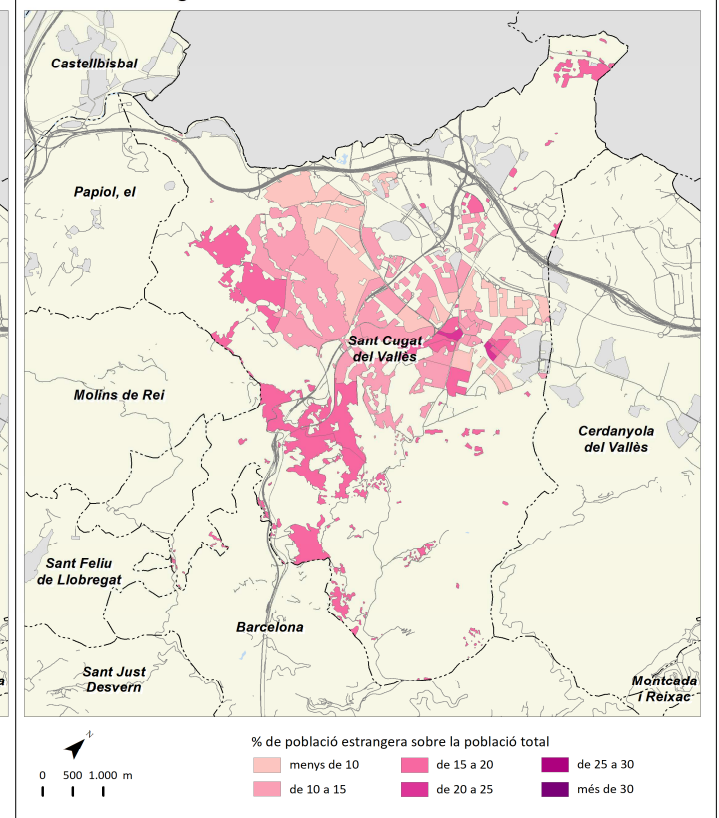 Castellbisbal
Papiol, el
Sant Cugat
del Vallès
Molins de Rei
Cerdanyola
del Vallès
Sant Feliu
de Llobregat
Barcelona
Sant Just
Desvern
Montcada
i Reixac
N
0 500 1.000 m
% de població estrangera sobre la població total
menys de 10
de 15 a 20
de 25 a 30
de 10 a 15
de 20 a 25
més de 30